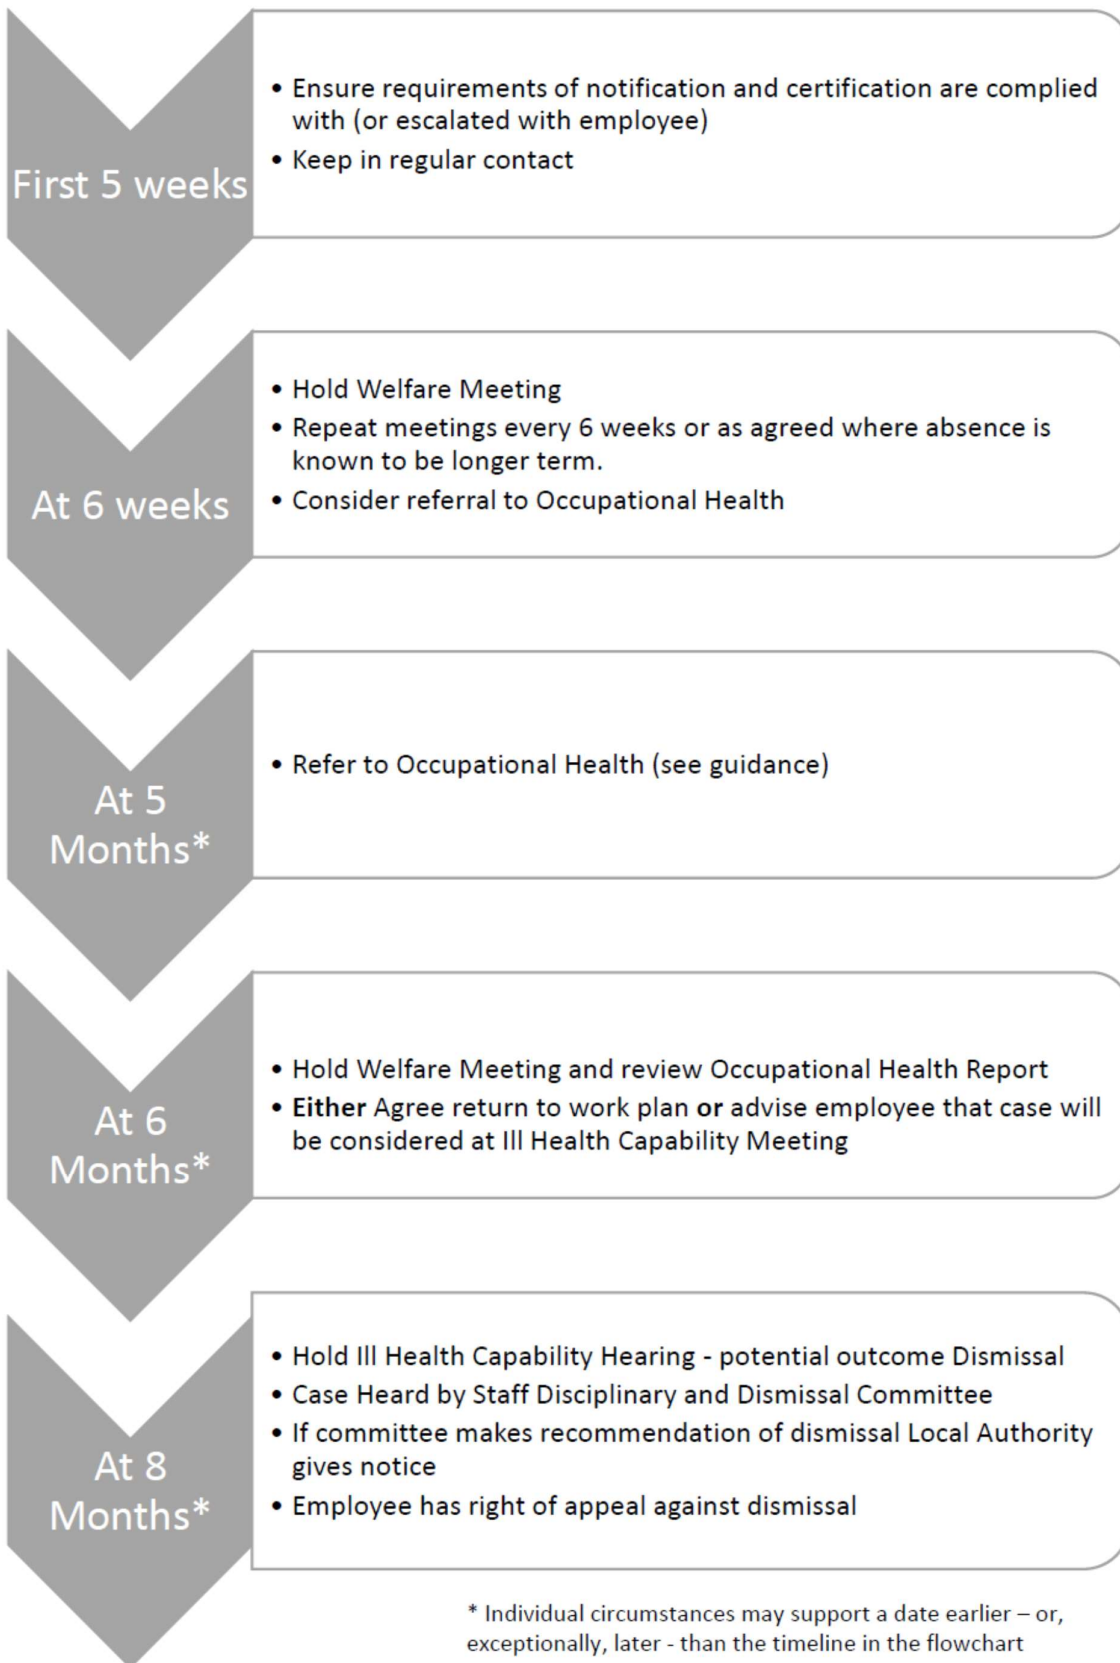 First 5 weeks
• Ensure requirements of notification and certification are complied
with (or escalated with employee)
• Keep in regular contact
At 6 weeks
• Hold Welfare Meeting
• Repeat meetings every 6 weeks or as agreed where absence is
known to be longer term.
• Consider referral to Occupational Health
At 5
Months*
• Refer to Occupational Health (see guidance)
At 6
Months*
• Hold Welfare Meeting and review Occupational Health Report
• Either Agree return to work plan or advise employee that case will
be considered at Ill Health Capability Meeting
At 8
Months*
• Hold Ill Health Capability Hearing - potential outcome Dismissal
• Case Heard by Staff Disciplinary and Dismissal Committee
• If committee makes recommendation of dismissal Local Authority
gives notice
• Employee has right of appeal against dismissal
* Individual circumstances may support a date earlier – or,
exceptionally, later - than the timeline in the flowchart